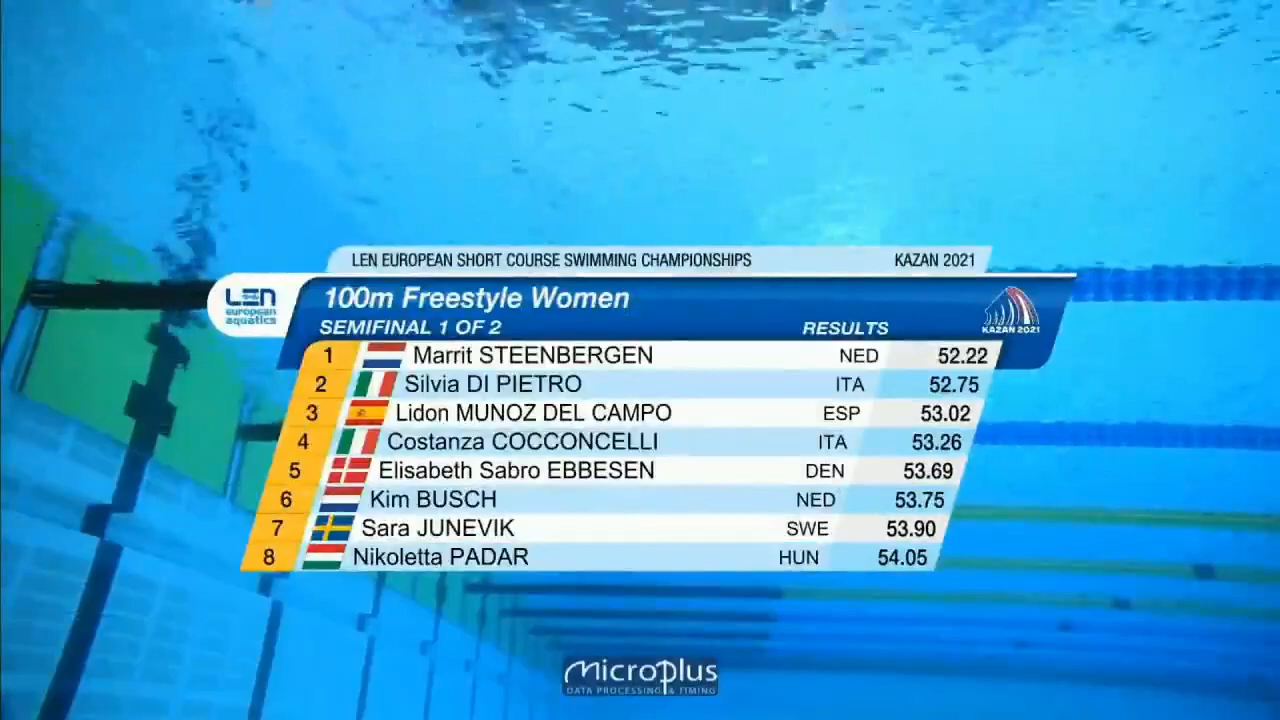 LEN EUROPEAN SHORT COURSE SWIMMING CHAMPIONSHIPS KAZAN 2021
LEN european aquatics
100m Freestyle Women
KAZAN 2021
SEMIFINAL 1 OF 2 RESULTS
1 Marrit STEENBERGEN NED 52.22
2 Silvia DI PIETRO ITA 52.75
3 Lidon MUNOZ DEL CAMPO ESP 53.02
4 Costanza COCCONCELLI ITA 53.26
5 Elisabeth Sabro EBBESEN DEN 53.69
6 Kim BUSCH NED 53.75
7 Sara JUNEVIK SWE 53.90
8 Nikoletta PADAR HUN 54.05
Microplus
DATA PROCESSING & TIMING